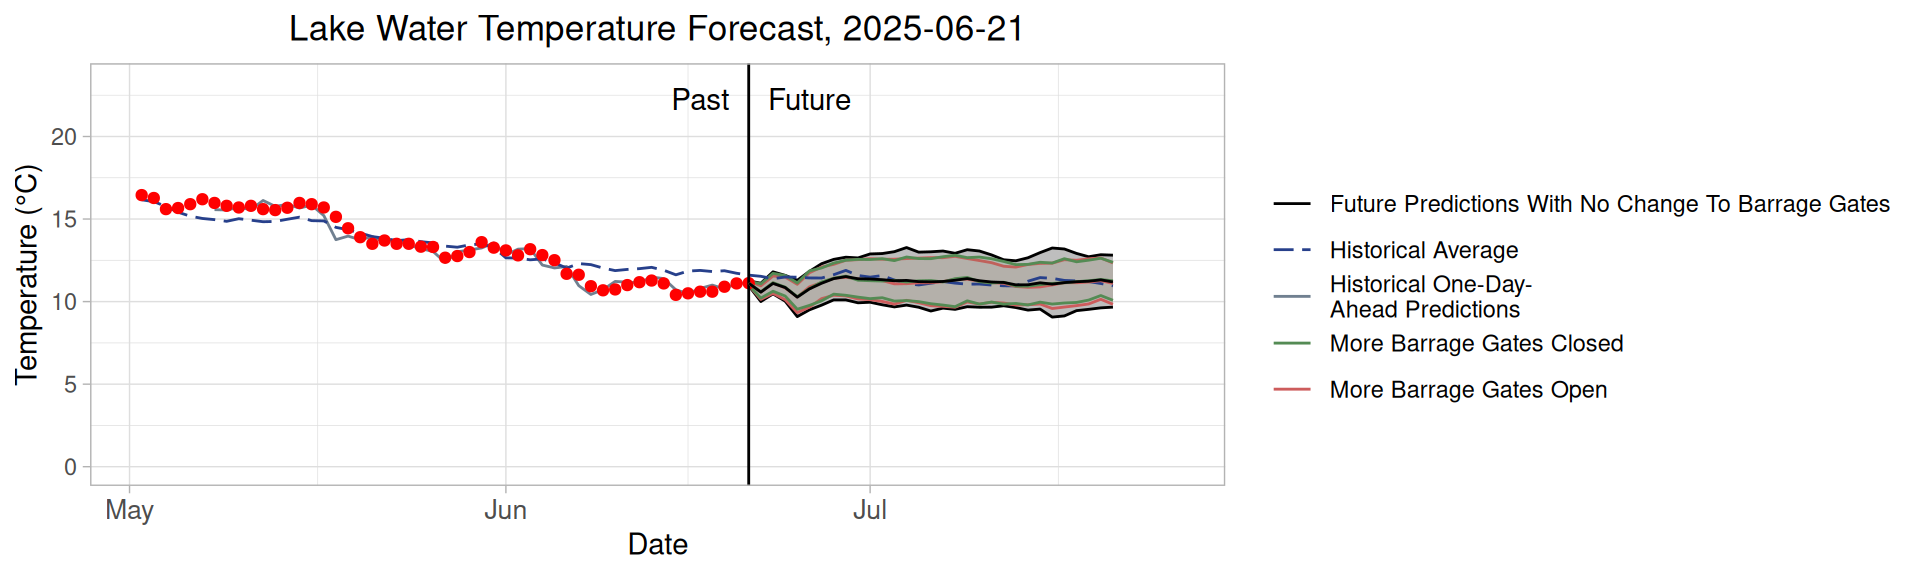 Lake Water Temperature Forecast, 2025-06-21
Past
Future
Temperature (°C)
20
15
10
5
0
May
Jun
Jul
Date
Future Predictions With No Change To Barrage Gates
Historical Average
Historical One-Day-
Ahead Predictions
More Barrage Gates Closed
More Barrage Gates Open